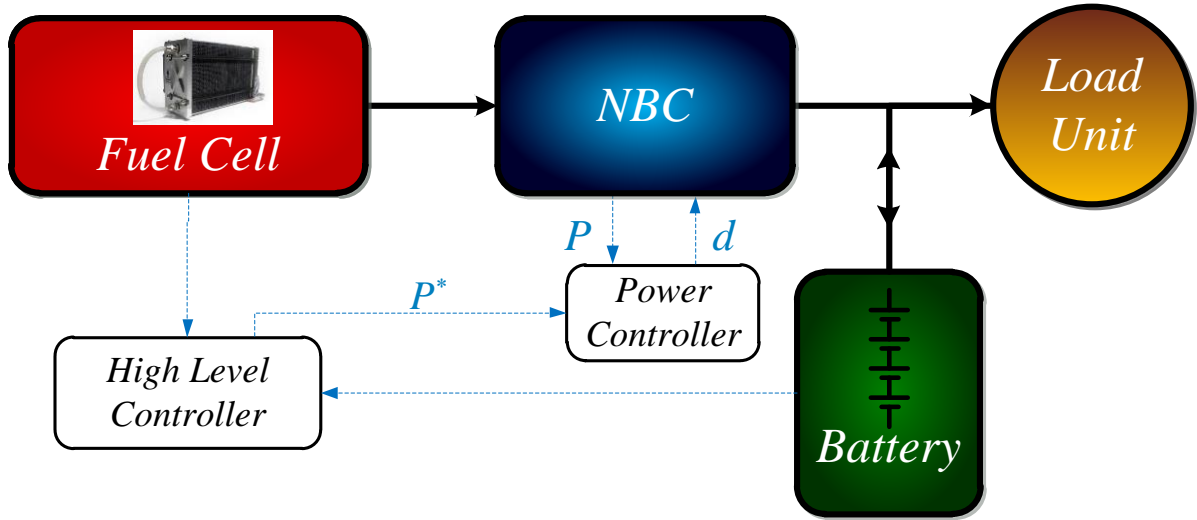 Fuel Cell
NBC
Load
Unit
P
d
P*
Power
Controller
High Level
Controller
Battery